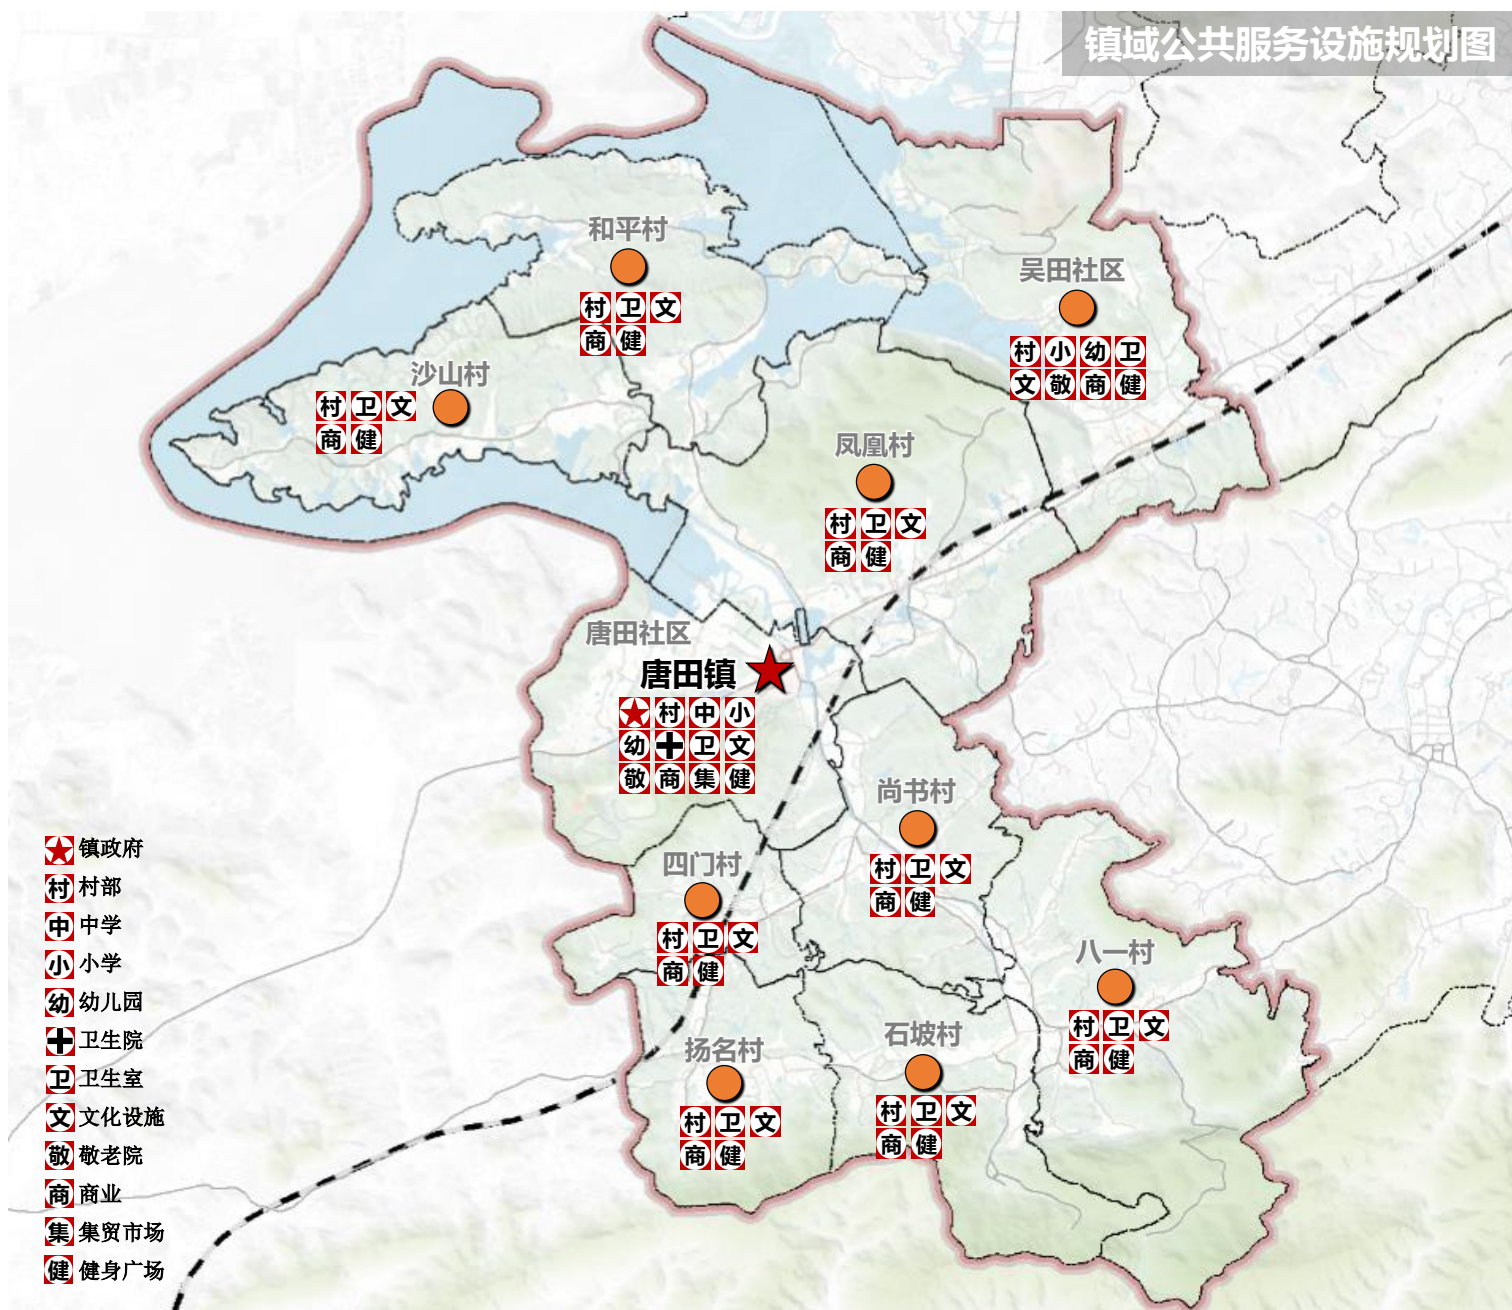 镇域公共服务设施规划图
和平村
村卫文
商健
吴田社区
村小幼卫
文敬商健
沙山村
村卫文
商健
凤凰村
村卫文
商健
唐田社区
唐田镇
村中小
幼卫文
敬商集健
尚书村
村卫文
商健
四门村
村卫文
商健
八一村
村卫文
商健
石坡村
村卫文
商健
扬名村
村卫文
商健
镇政府
村 村部
中 中学
小 小学
幼 幼儿园
卫生院
卫 卫生室
文 文化设施
敬 敬老院
商 商业
集 集贸市场
健 健身广场